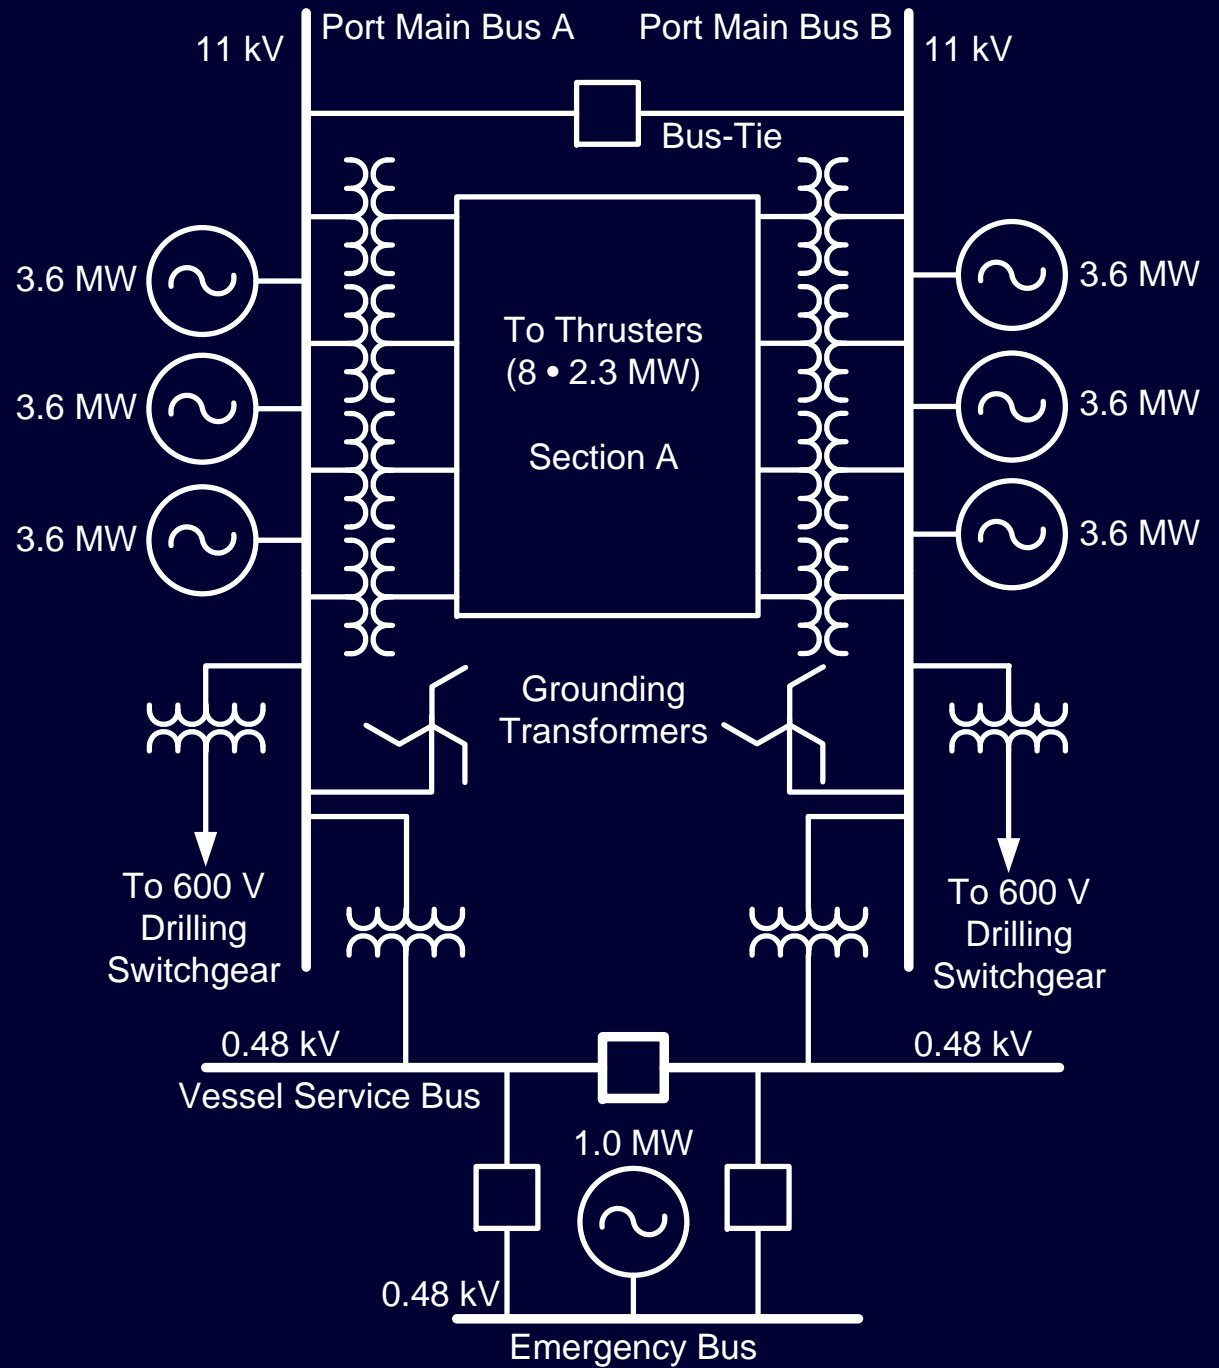 Port Main Bus A
Port Main Bus B
11 kV
11 kV
Bus-Tie
3.6 MW
3.6 MW
3.6 MW
To Thrusters
(8 • 2.3 MW)
Section A
3.6 MW
3.6 MW
3.6 MW
Grounding
Transformers
To 600 V
Drilling
Switchgear
To 600 V
Drilling
Switchgear
0.48 kV
0.48 kV
Vessel Service Bus
1.0 MW
0.48 kV
Emergency Bus